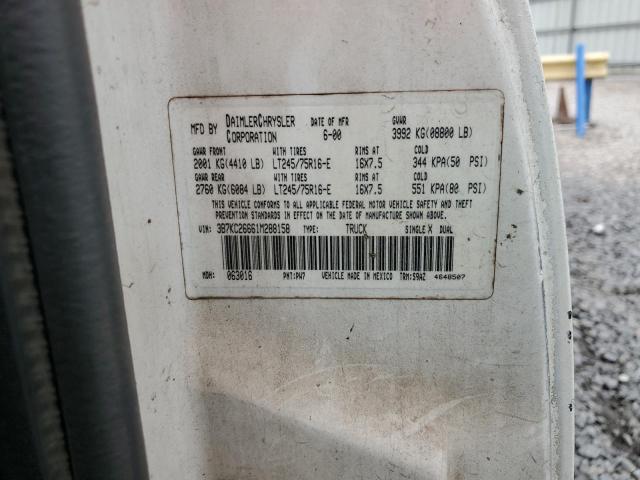 MFD BY DAIMLERCHRYSLER CORPORATION DATE OF MFR 6-00 GVWR 3992 KG(08800 LB)
GAWR FRONT WITH TIRES RIMS AT COLD
2001 KG(4410 LB) LT245/75R16-E 16X7.5 344 KPA(50 PSI)
GAWR REAR WITH TIRES RIMS AT COLD
2760 KG(6084 LB) LT245/75R16-E 16X7.5 551 KPA(80 PSI)
THIS VEHICLE CONFORMS TO ALL APPLICABLE FEDERAL MOTOR VEHICLE SAFETY AND THEFT
PREVENTION STANDARDS IN EFFECT ON THE DATE OF MANUFACTURE SHOWN ABOVE.
VIN: 3B7KC26661M288158 TYPE: TRUCK SINGLE X DUAL
MDH: 063016 PNT: PW7 VEHICLE MADE IN MEXICO TRM: S9AZ 4648507